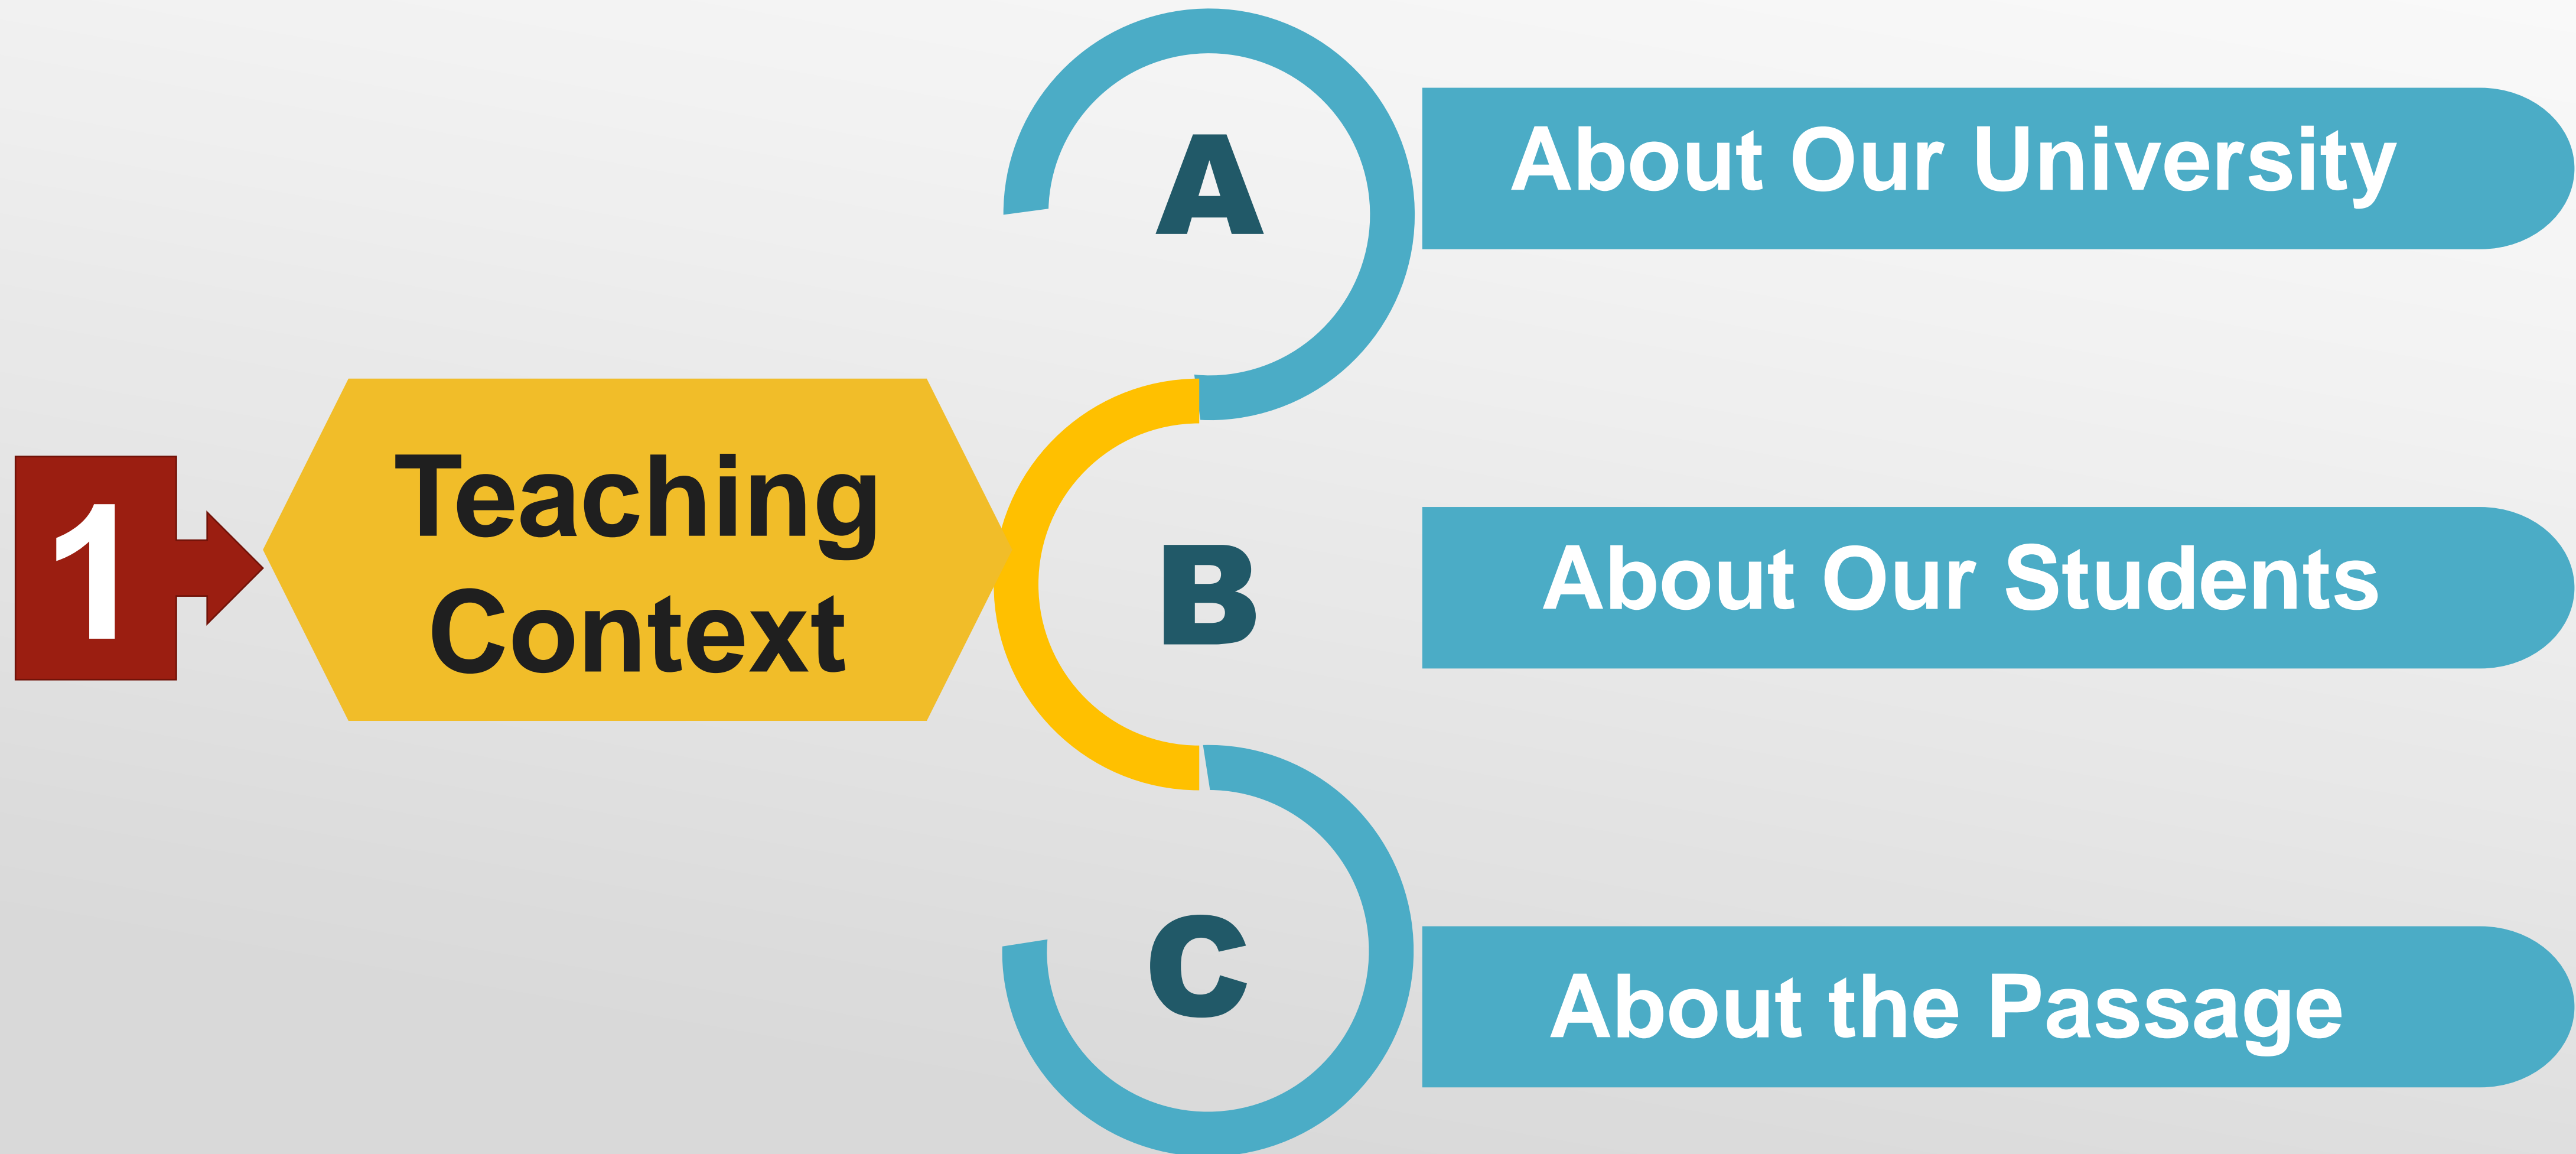 1
Teaching
Context
A
About Our University
B
About Our Students
C
About the Passage